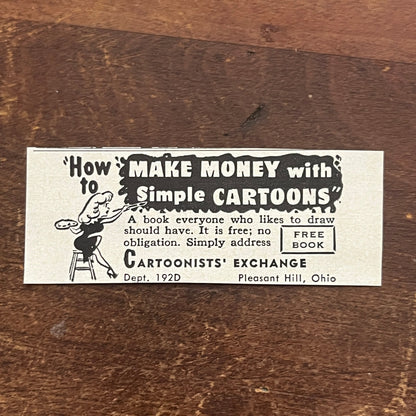 "How to
MAKE MONEY with
Simple CARTOONS"
A book everyone who likes to draw
should have. It is free; no
obligation. Simply address
FREE
BOOK
CARTOONISTS' EXCHANGE
Dept. 192D Pleasant Hill, Ohio